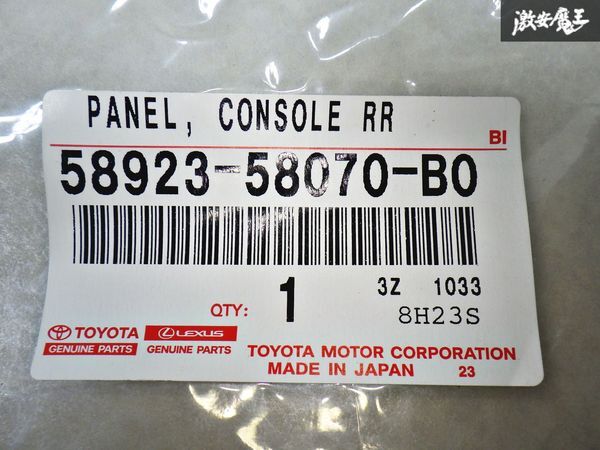 激安魔王
PANEL, CONSOLE RR
BI
58923-58070-B0
QTY: 1
3Z 1033
8H23S
TOYOTA
GENUINE PARTS
LEXUS
GENUINE PARTS
TOYOTA MOTOR CORPORATION
MADE IN JAPAN 23